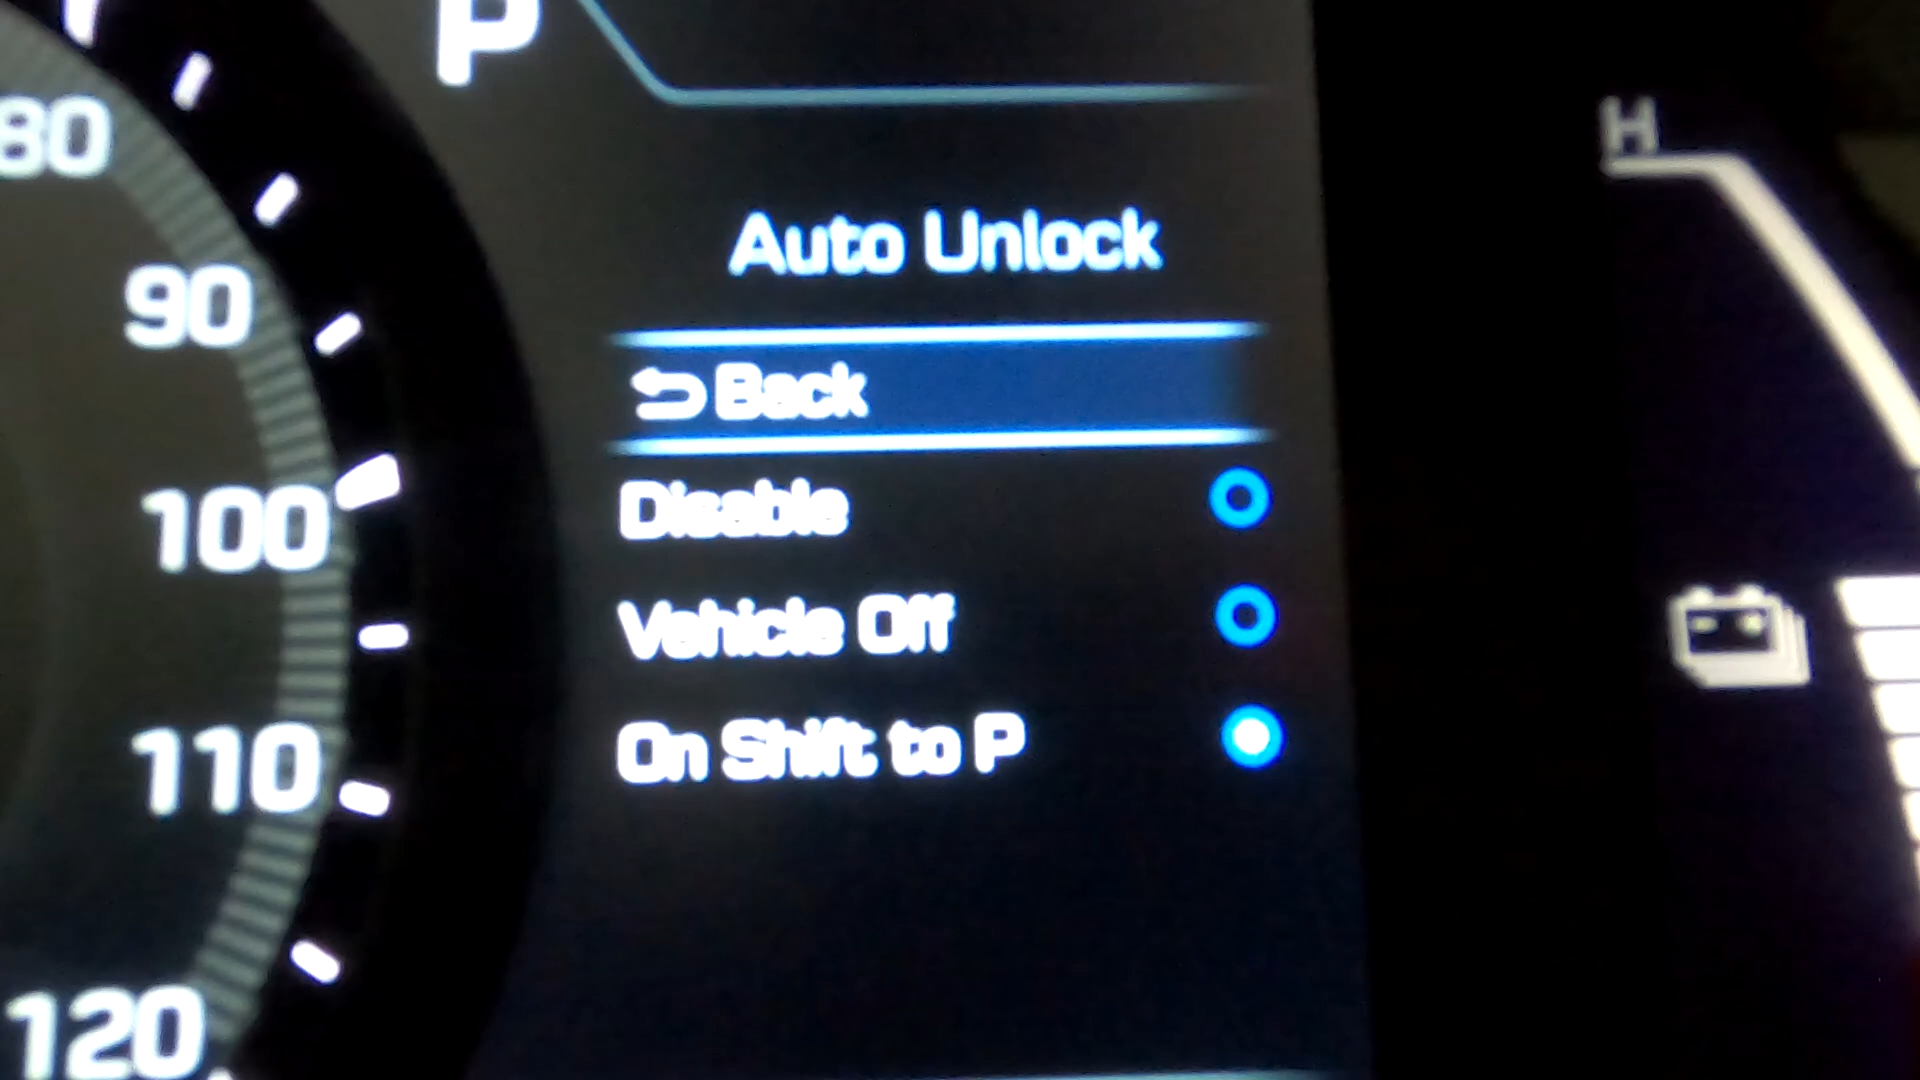 P
80
H
Auto Unlock
Back
90
Disable
100
Vehicle Off
On Shift to P
110
120